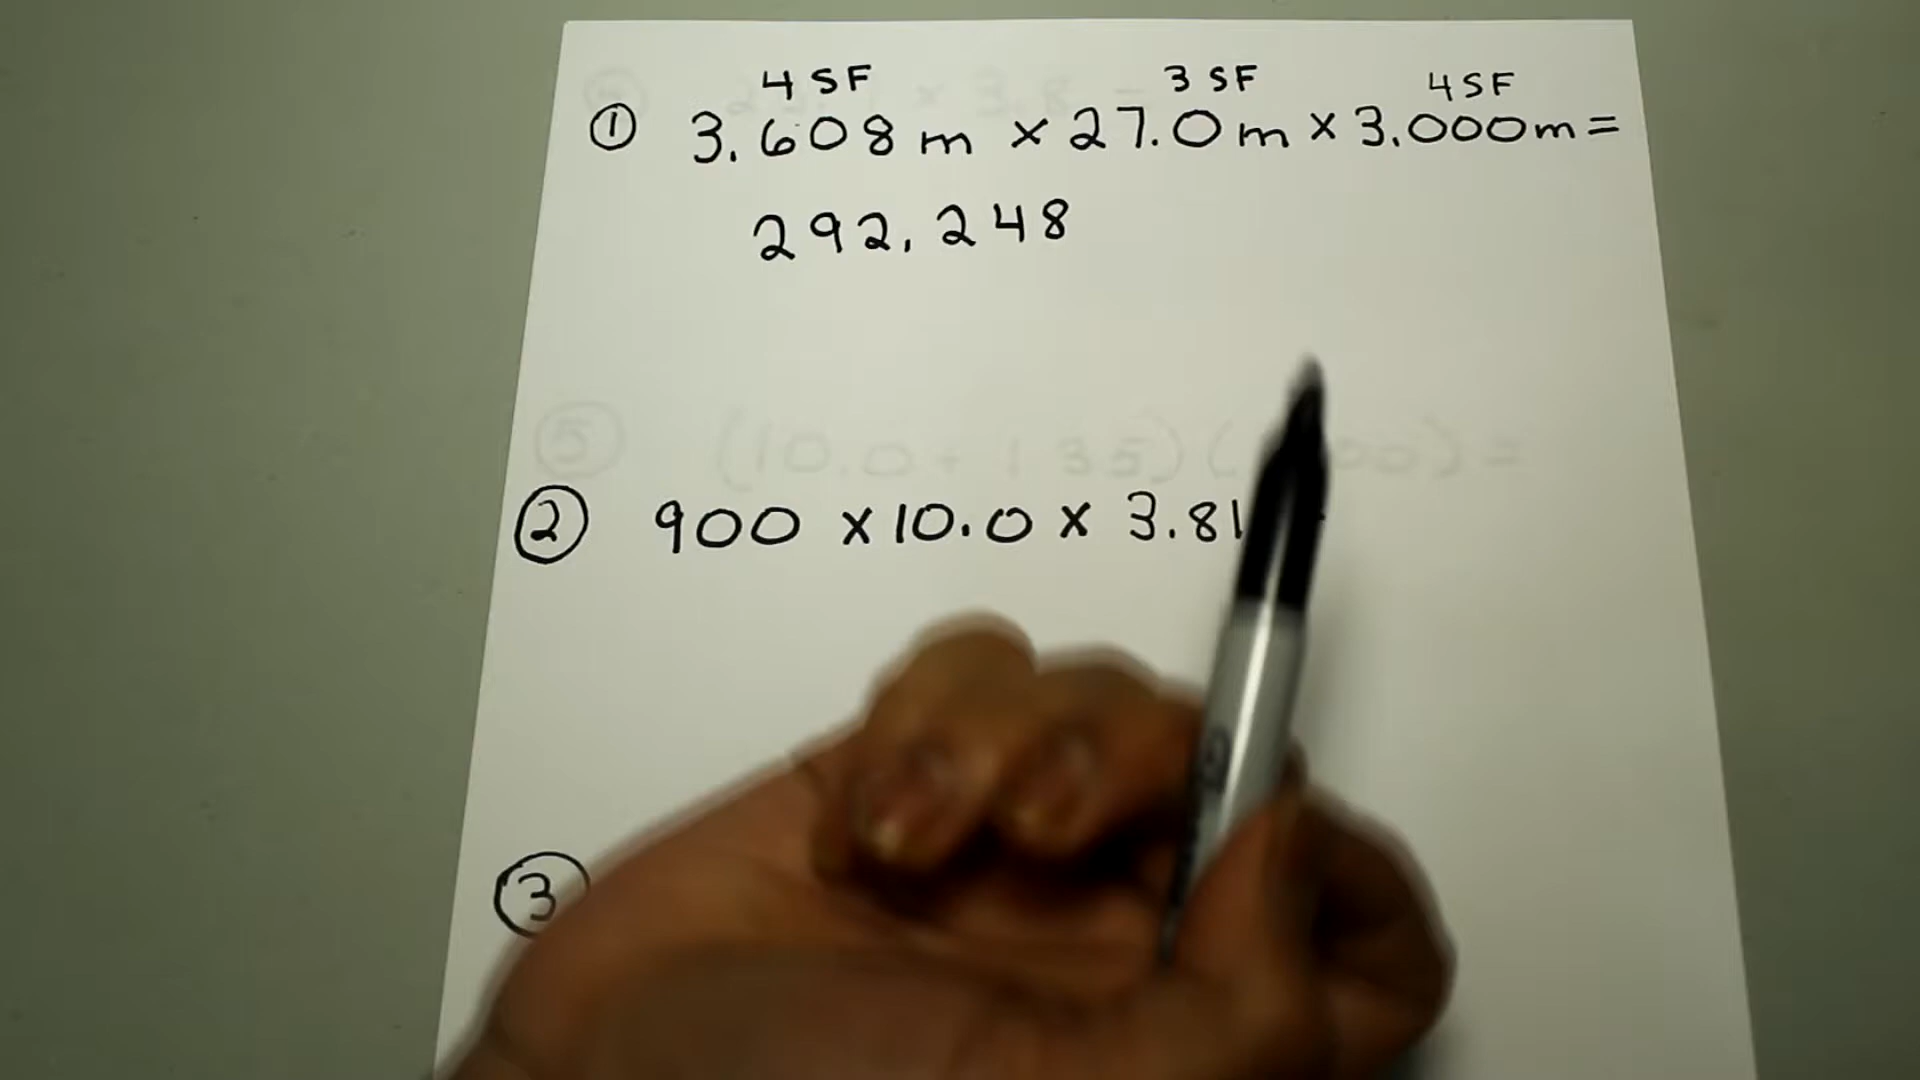 4 SF 3 SF 4 SF
① 3.608 m x 27.0 m x 3.000m =
292.248
② 900 x 10.0 x 3.81
③